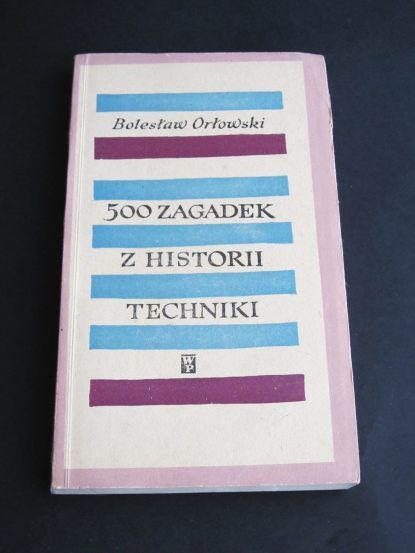 Bolesław Orłowski
500 ZAGADEK
Z HISTORII
TECHNIKI
WP